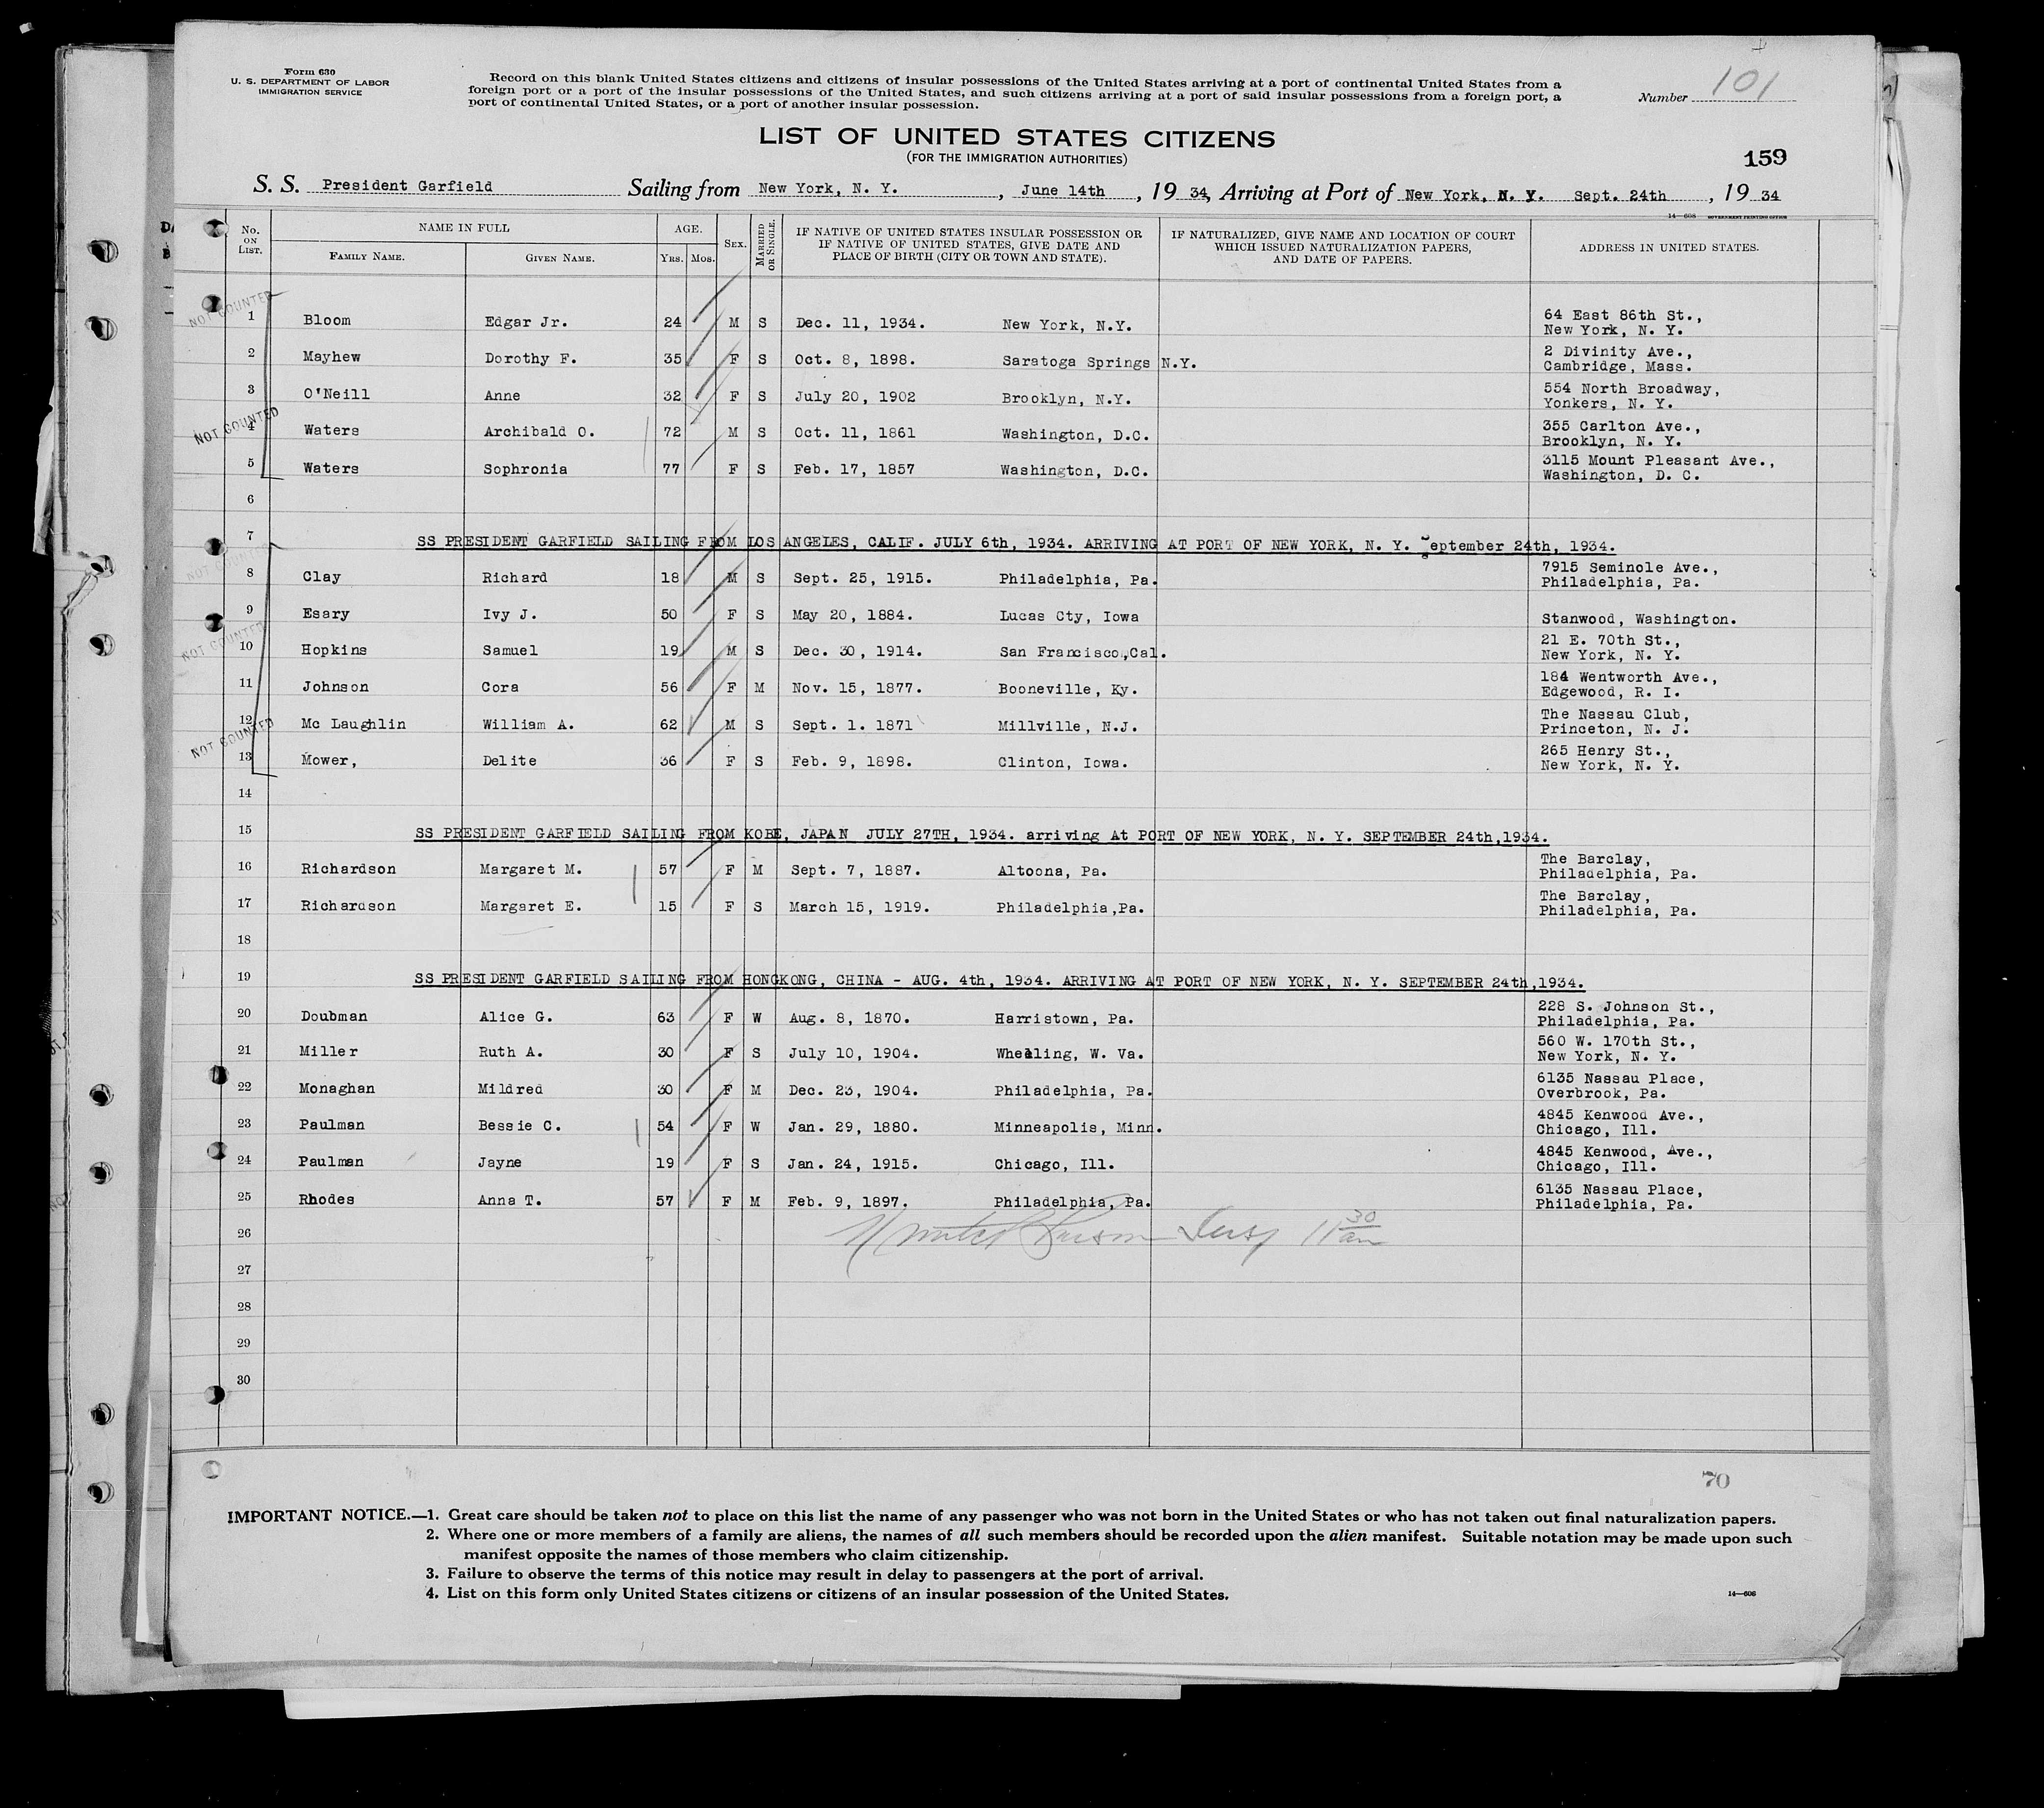 Form 630
U. S. DEPARTMENT OF LABOR
IMMIGRATION SERVICE
Record on this blank United States citizens and citizens of insular possessions of the United States arriving at a port of continental United States from a
foreign port or a port of the insular possessions of the United States, and such citizens arriving at a port of said insular possessions from a foreign port, a
port of continental United States, or a port of another insular possession.
Number 101
LIST OF UNITED STATES CITIZENS
(FOR THE IMMIGRATION AUTHORITIES)
159
S. S. President Garfield Sailing from New York, N. Y. , June 14th , 19 34, Arriving at Port of New York, N. Y. Sept. 24th , 19 34
14—608 GOVERNMENT PRINTING OFFICE
No. ON LIST. NAME IN FULL AGE. SEX. MARRIED OR SINGLE. IF NATIVE OF UNITED STATES INSULAR POSSESSION OR IF NATIVE OF UNITED STATES, GIVE DATE AND PLACE OF BIRTH (CITY OR TOWN AND STATE). IF NATURALIZED, GIVE NAME AND LOCATION OF COURT WHICH ISSUED NATURALIZATION PAPERS, AND DATE OF PAPERS. ADDRESS IN UNITED STATES.
FAMILY NAME. GIVEN NAME. YRS. MOS.
NOT COUNTED
1 Bloom Edgar Jr. 24 M S Dec. 11, 1934. New York, N.Y. 64 East 86th St., New York, N. Y.
2 Mayhew Dorothy F. 35 F S Oct. 8, 1898. Saratoga Springs N.Y. 2 Divinity Ave., Cambridge, Mass.
3 O'Neill Anne 32 F S July 20, 1902 Brooklyn, N.Y. 554 North Broadway, Yonkers, N. Y.
NOT COUNTED
4 Waters Archibald O. 72 M S Oct. 11, 1861 Washington, D.C. 355 Carlton Ave., Brooklyn, N. Y.
5 Waters Sophronia 77 F S Feb. 17, 1857 Washington, D.C. 3115 Mount Pleasant Ave., Washington, D. C.
6
7 SS PRESIDENT GARFIELD SAILING FROM LOS ANGELES, CALIF. JULY 6th, 1934. ARRIVING AT PORT OF NEW YORK, N. Y. September 24th, 1934.
NOT COUNTED
8 Clay Richard 18 M S Sept. 25, 1915. Philadelphia, Pa. 7915 Seminole Ave., Philadelphia, Pa.
9 Esary Ivy J. 50 F S May 20, 1884. Lucas Cty, Iowa Stanwood, Washington.
NOT COUNTED
10 Hopkins Samuel 19 M S Dec. 30, 1914. San Francisco,Cal. 21 E. 70th St., New York, N. Y.
11 Johnson Cora 56 F M Nov. 15, 1877. Booneville, Ky. 184 Wentworth Ave., Edgewood, R. I.
12 Mc Laughlin William A. 62 M S Sept. 1. 1871 Millville, N.J. The Nassau Club, Princeton, N. J.
NOT COUNTED
13 Mower, Delite 36 F S Feb. 9, 1898. Clinton, Iowa. 265 Henry St., New York, N. Y.
14
15 SS PRESIDENT GARFIELD SAILING FROM KOBE, JAPAN JULY 27TH, 1934. arriving At PORT OF NEW YORK, N. Y. SEPTEMBER 24th,1934.
16 Richardson Margaret M. 57 F M Sept. 7, 1887. Altoona, Pa. The Barclay, Philadelphia, Pa.
17 Richardson Margaret E. 15 F S March 15, 1919. Philadelphia,Pa. The Barclay, Philadelphia, Pa.
18
19 SS PRESIDENT GARFIELD SAILING FROM HONGKONG, CHINA - AUG. 4th, 1934. ARRIVING AT PORT OF NEW YORK, N. Y. SEPTEMBER 24th,1934.
20 Doubman Alice G. 63 F W Aug. 8, 1870. Harristown, Pa. 228 S. Johnson St., Philadelphia, Pa.
21 Miller Ruth A. 30 F S July 10, 1904. Wheeling, W. Va. 560 W. 170th St., New York, N. Y.
22 Monaghan Mildred 30 F M Dec. 23, 1904. Philadelphia, Pa. 6135 Nassau Place, Overbrook, Pa.
23 Paulman Bessie C. 54 F W Jan. 29, 1880. Minneapolis, Minn. 4845 Kenwood Ave., Chicago, Ill.
24 Paulman Jayne 19 F S Jan. 24, 1915. Chicago, Ill. 4845 Kenwood, Ave., Chicago, Ill.
25 Rhodes Anna T. 57 F M Feb. 9, 1897. Philadelphia, Pa. 6135 Nassau Place, Philadelphia, Pa.
26 Insp 11 30 am
27
28
29
30
70
IMPORTANT NOTICE.—1. Great care should be taken not to place on this list the name of any passenger who was not born in the United States or who has not taken out final naturalization papers.
2. Where one or more members of a family are aliens, the names of all such members should be recorded upon the alien manifest. Suitable notation may be made upon such
manifest opposite the names of those members who claim citizenship.
3. Failure to observe the terms of this notice may result in delay to passengers at the port of arrival.
4. List on this form only United States citizens or citizens of an insular possession of the United States.
14—608